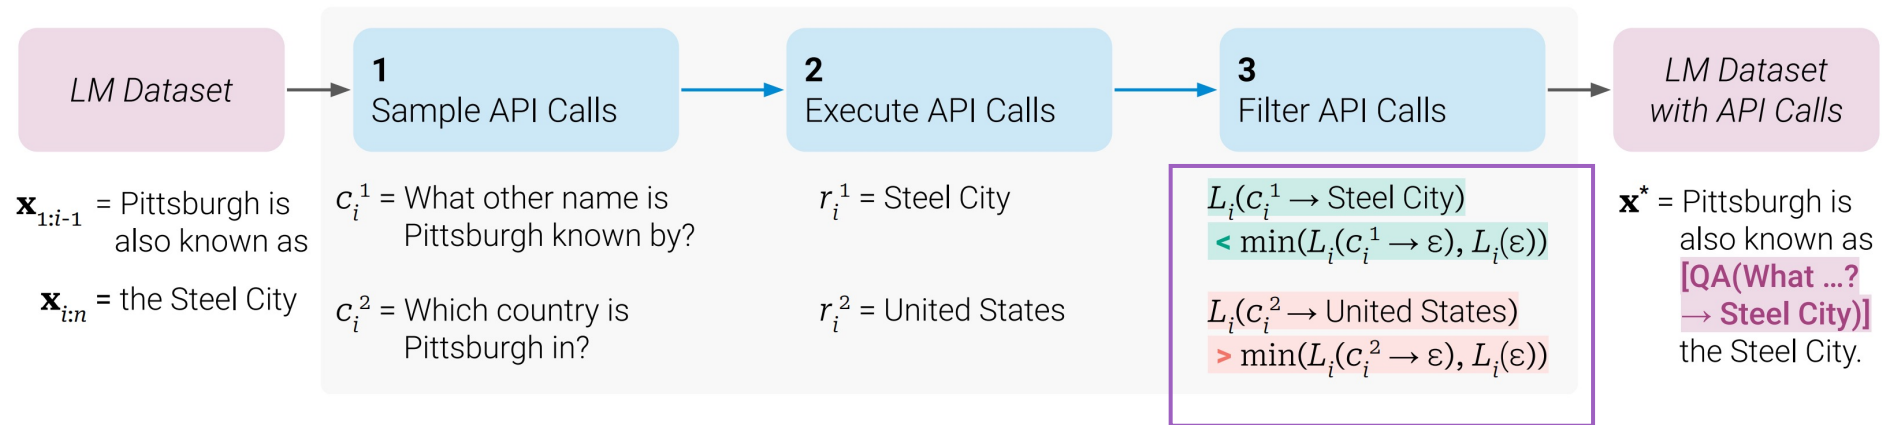 LM Dataset
1
Sample API Calls
2
Execute API Calls
3
Filter API Calls
LM Dataset
with API Calls
x1:i-1 = Pittsburgh is
also known as
xi:n = the Steel City
ci1 = What other name is
Pittsburgh known by?
ci2 = Which country is
Pittsburgh in?
ri1 = Steel City
ri2 = United States
Li(ci1 → Steel City)
< min(Li(ci1 → ε), Li(ε))
Li(ci2 → United States)
> min(Li(ci2 → ε), Li(ε))
x* = Pittsburgh is
also known as
[QA(What ...?
→ Steel City)]
the Steel City.